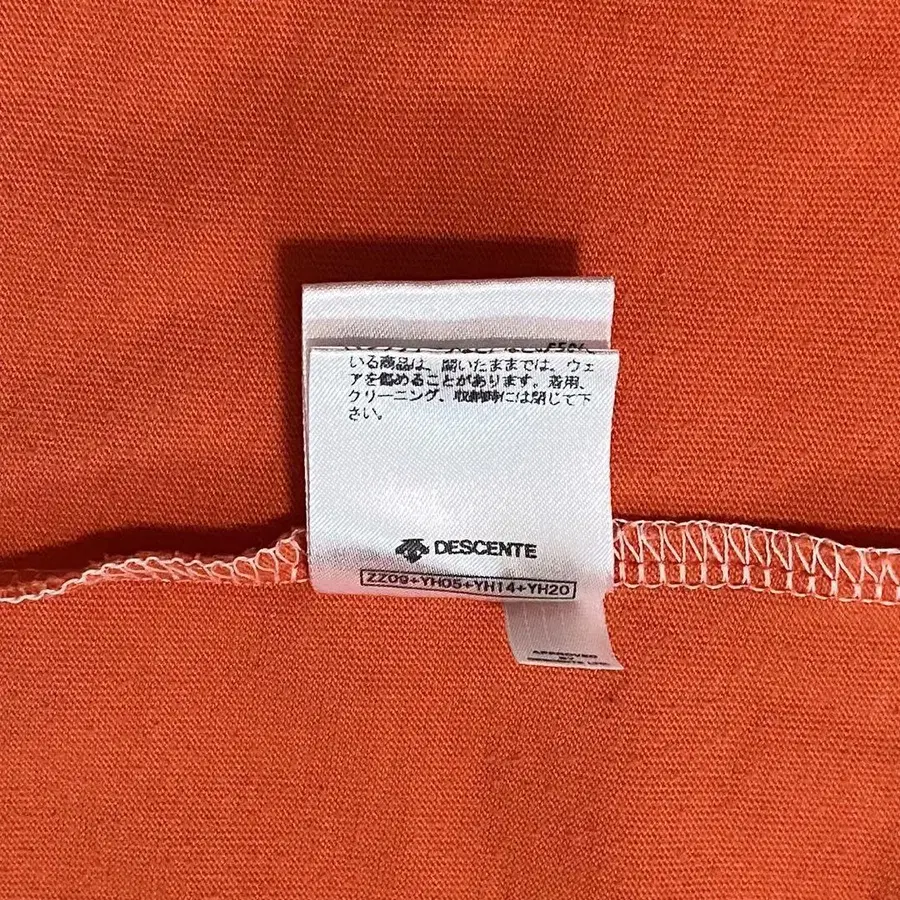 いる商品は、開いたままでは、ウェ
アを傷めることがあります。着用、
クリーニング、収納時には閉じて下
さい。
DESCENTE
ZZ09+YH05+YH14+YH20
APPROVED
BY